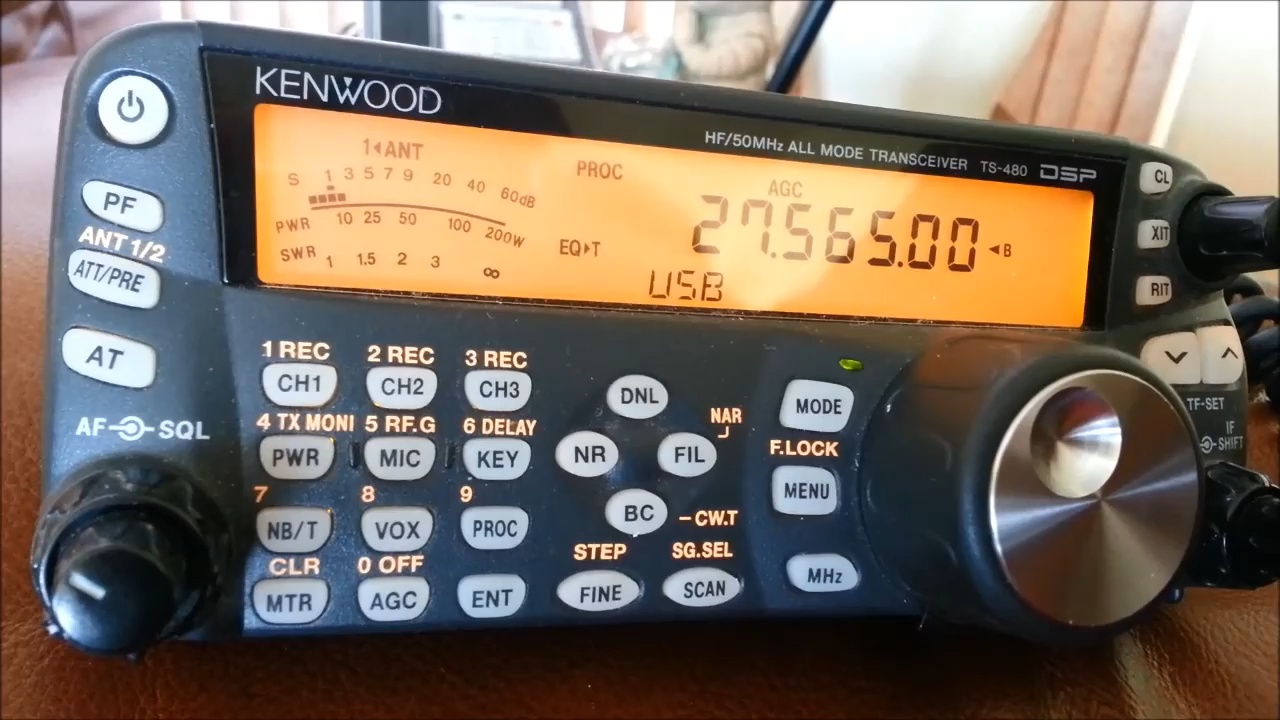 KENWOOD
HF/50MHz ALL MODE TRANSCEIVER TS-480 DSP
1◂ANT
PROC
AGC
S 1 3 5 7 9 20 40 60dB
PWR 10 25 50 100 200W
SWR 1 1.5 2 3 ∞
EQ▸T
27.565.00 ◂B
USB
CL
XIT
RIT
PF
ANT 1/2
ATT/PRE
AT
AF SQL
1 REC 2 REC 3 REC
CH1 CH2 CH3
4 TX MONI 5 RF.G 6 DELAY
PWR MIC KEY
7 8 9
NB/T VOX PROC
CLR 0 OFF
MTR AGC ENT
DNL
NAR
NR FIL
BC
-CW.T
STEP SG.SEL
FINE SCAN
MODE
F.LOCK
MENU
MHz
TF-SET
IF
-SHIFT